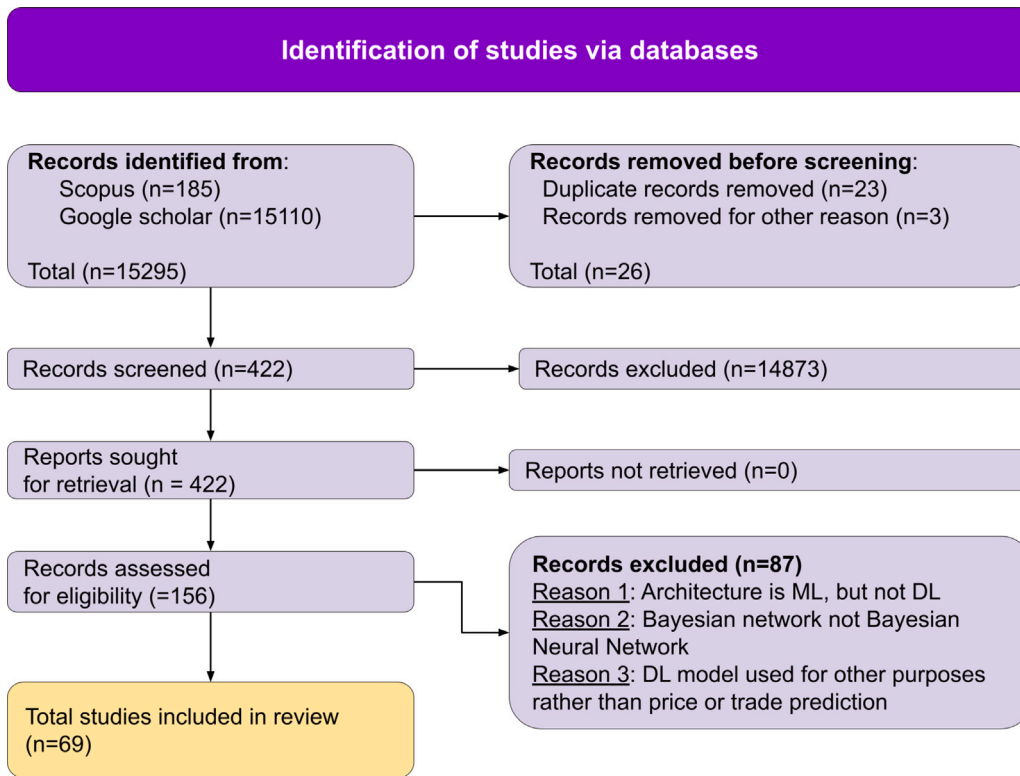 Identification of studies via databases
Records identified from:
Scopus (n=185)
Google scholar (n=15110)
Total (n=15295)
Records removed before screening:
Duplicate records removed (n=23)
Records removed for other reason (n=3)
Total (n=26)
Records screened (n=422)
Records excluded (n=14873)
Reports sought
for retrieval (n = 422)
Reports not retrieved (n=0)
Records assessed
for eligibility (=156)
Records excluded (n=87)
Reason 1: Architecture is ML, but not DL
Reason 2: Bayesian network not Bayesian
Neural Network
Reason 3: DL model used for other purposes
rather than price or trade prediction
Total studies included in review
(n=69)